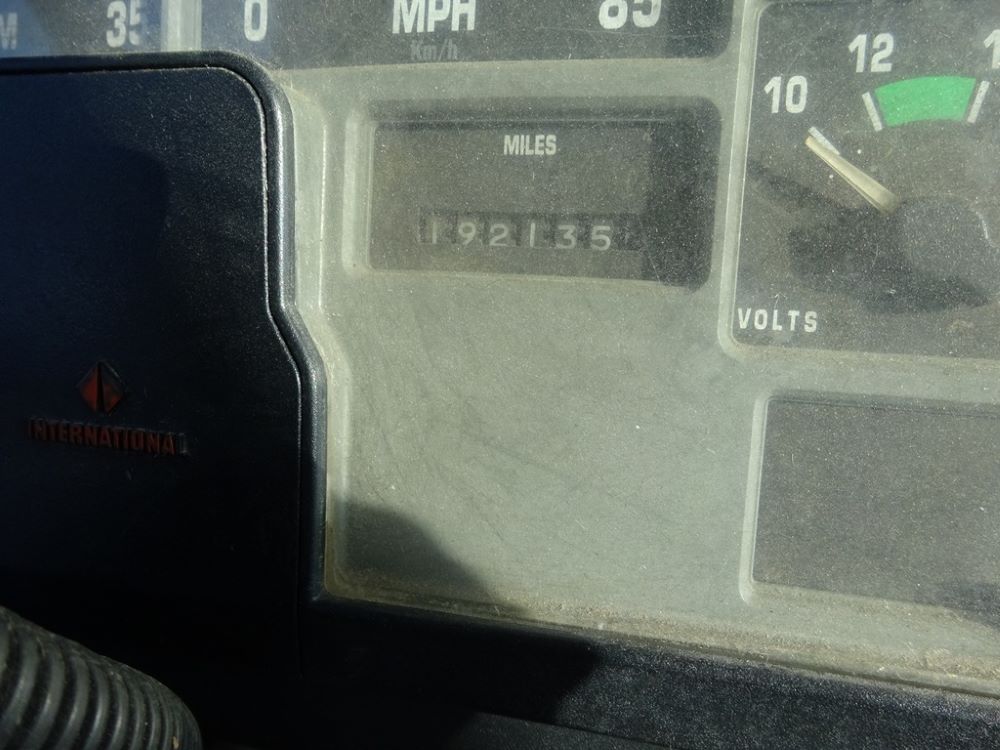 35
0 MPH 85
Km/h
MILES
192135
10 12
VOLTS
INTERNATIONAL